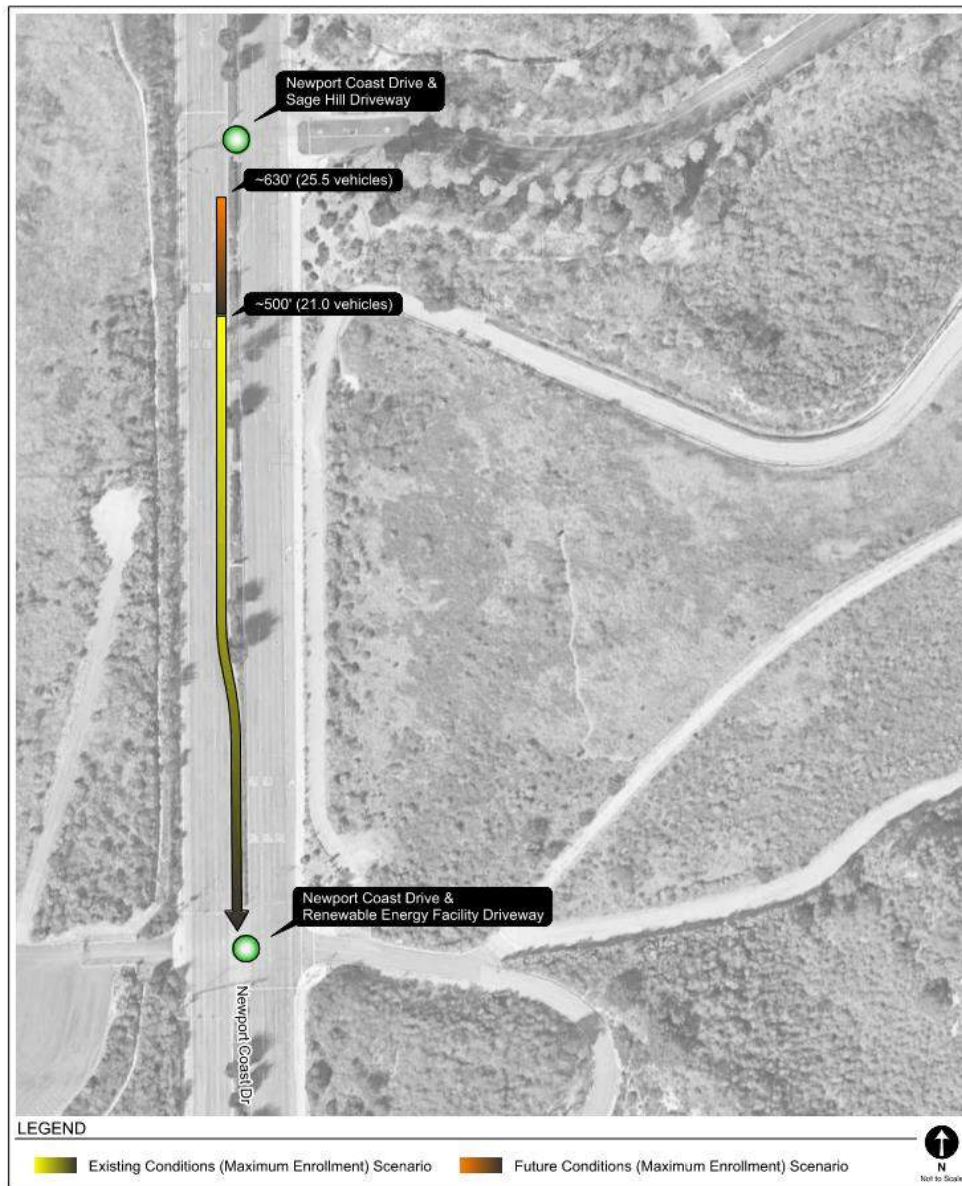 Newport Coast Drive &
Sage Hill Driveway
~630' (25.5 vehicles)
~500' (21.0 vehicles)
Newport Coast Drive &
Renewable Energy Facility Driveway
Newport Coast Dr
LEGEND
Existing Conditions (Maximum Enrollment) Scenario
Future Conditions (Maximum Enrollment) Scenario
N
Not to Scale